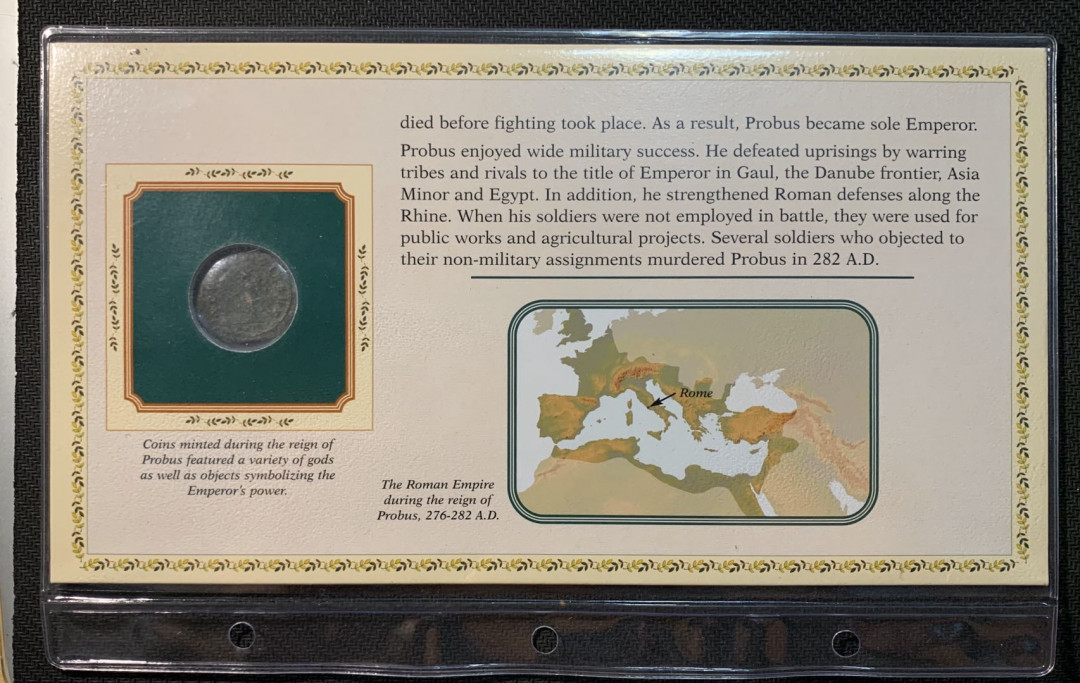 died before fighting took place. As a result, Probus became sole Emperor.
Probus enjoyed wide military success. He defeated uprisings by warring
tribes and rivals to the title of Emperor in Gaul, the Danube frontier, Asia
Minor and Egypt. In addition, he strengthened Roman defenses along the
Rhine. When his soldiers were not employed in battle, they were used for
public works and agricultural projects. Several soldiers who objected to
their non-military assignments murdered Probus in 282 A.D.
Coins minted during the reign of
Probus featured a variety of gods
as well as objects symbolizing the
Emperor's power.
Rome
The Roman Empire
during the reign of
Probus, 276-282 A.D.